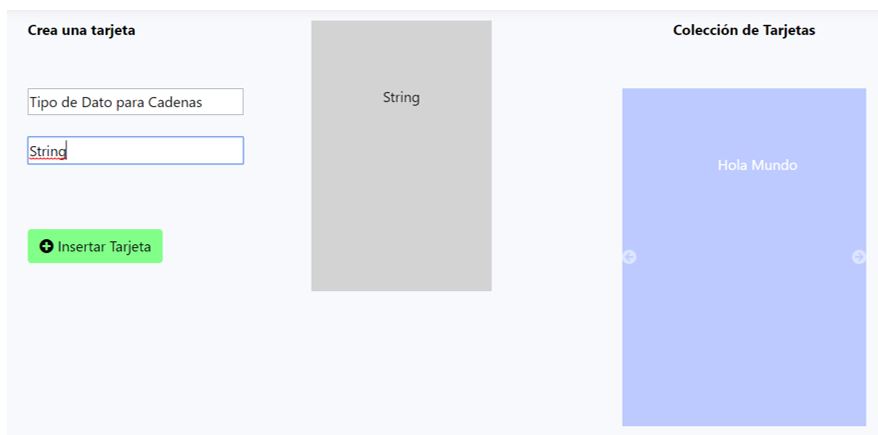 Crea una tarjeta
Tipo de Dato para Cadenas
String
Insertar Tarjeta
String
Colección de Tarjetas
Hola Mundo